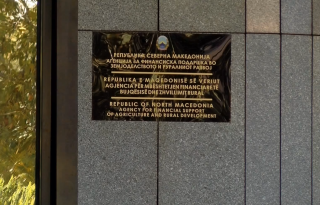 РЕПУБЛИКА СЕВЕРНА МАКЕДОНИЈА
АГЕНЦИЈА ЗА ФИНАНСИСКА ПОДДРШКА ВО
ЗЕМЈОДЕЛСТВОТО И РУРАЛНИОТ РАЗВОЈ
REPUBLIKA E MAQEDONISË SË VERIUT
AGJENCIA PËR MBËSHTETJEN FINANCIARE TË
BUJQËSISË DHE ZHVILLIMIT RURAL
REPUBLIC OF NORTH MACEDONIA
AGENCY FOR FINANCIAL SUPPORT
OF AGRICULTURE AND RURAL DEVELOPMENT